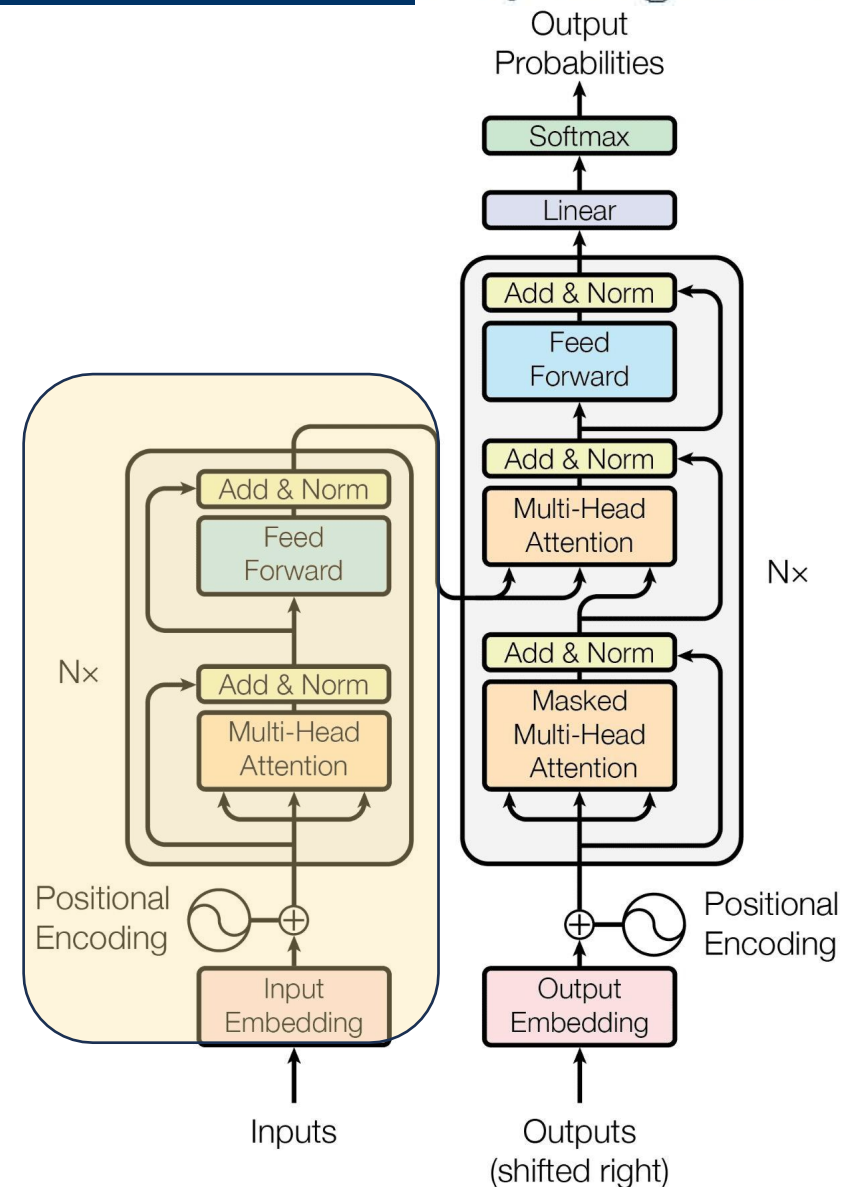 Output
Probabilities
Softmax
Linear
Add & Norm
Feed
Forward
Add & Norm
Multi-Head
Attention
Nx
Add & Norm
Masked
Multi-Head
Attention
Positional
Encoding
Output
Embedding
Outputs
(shifted right)
Add & Norm
Feed
Forward
Nx
Add & Norm
Multi-Head
Attention
Positional
Encoding
Input
Embedding
Inputs